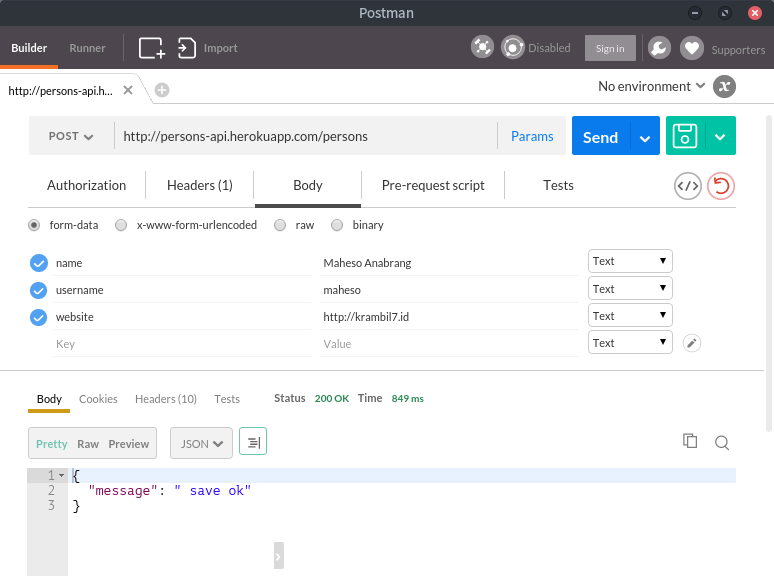 Postman
Builder Runner Import Disabled Sign in Supporters
http://persons-api.h... No environment
POST http://persons-api.herokuapp.com/persons Params Send
Authorization Headers (1) Body Pre-request script Tests
form-data x-www-form-urlencoded raw binary
name Maheso Anabrang Text
username maheso Text
website http://krambil7.id Text
Key Value Text
Body Cookies Headers (10) Tests Status 200 OK Time 849 ms
Pretty Raw Preview JSON
1 {
2 "message": " save ok"
3 }